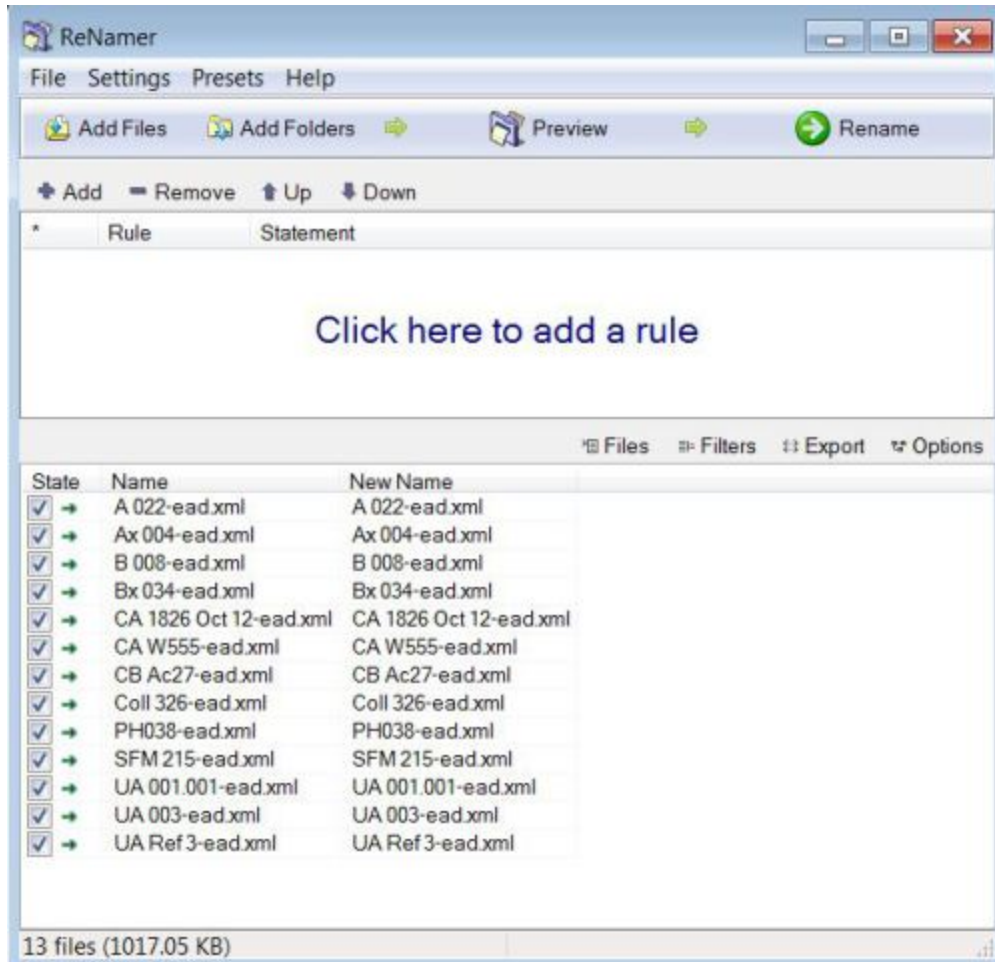 ReNamer
File Settings Presets Help
Add Files Add Folders Preview Rename
Add Remove Up Down
* Rule Statement
Click here to add a rule
Files Filters Export Options
State Name New Name
A 022-ead.xml A 022-ead.xml
Ax 004-ead.xml Ax 004-ead.xml
B 008-ead.xml B 008-ead.xml
Bx 034-ead.xml Bx 034-ead.xml
CA 1826 Oct 12-ead.xml CA 1826 Oct 12-ead.xml
CA W555-ead.xml CA W555-ead.xml
CB Ac27-ead.xml CB Ac27-ead.xml
Coll 326-ead.xml Coll 326-ead.xml
PH038-ead.xml PH038-ead.xml
SFM 215-ead.xml SFM 215-ead.xml
UA 001.001-ead.xml UA 001.001-ead.xml
UA 003-ead.xml UA 003-ead.xml
UA Ref 3-ead.xml UA Ref 3-ead.xml
13 files (1017.05 KB)